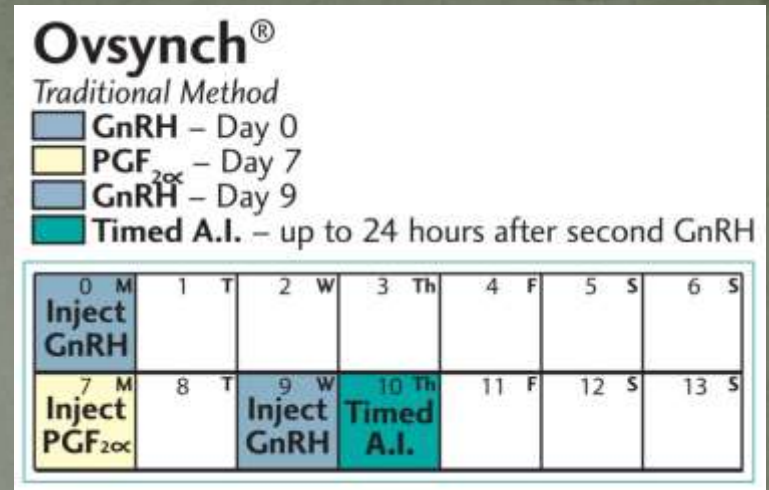 Ovsynch®
Traditional Method
GnRH – Day 0
PGF₂∝ – Day 7
GnRH – Day 9
Timed A.I. – up to 24 hours after second GnRH
0 M 1 T 2 W 3 Th 4 F 5 S 6 S
Inject
GnRH
7 M 8 T 9 W 10 Th 11 F 12 S 13 S
Inject Inject Timed
PGF₂∝ GnRH A.I.